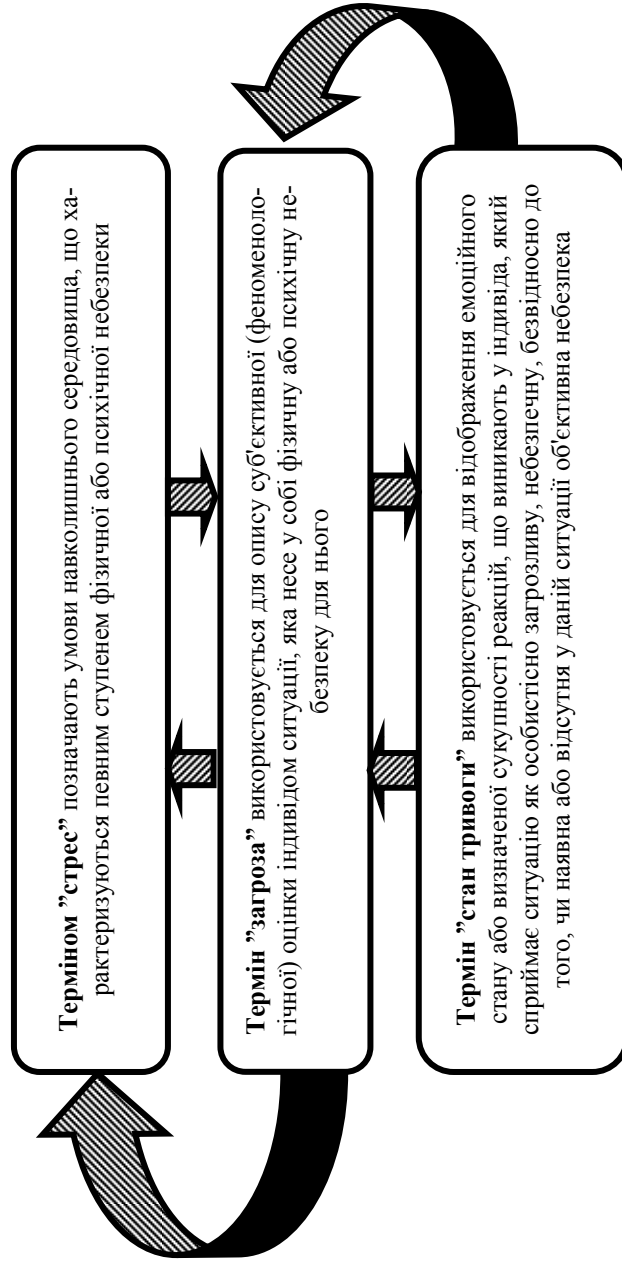 Терміном ”стрес” позначають умови навколишнього середовища, що ха-
рактеризуються певним ступенем фізичної або психічної небезпеки
Термін ”загроза” використовується для опису суб'єктивної (феноменоло-
гічної) оцінки індивідом ситуації, яка несе у собі фізичну або психічну не-
безпеку для нього
Термін ”стан тривоги” використовується для відображення емоційного
стану або визначеної сукупності реакцій, що виникають у індивіда, який
сприймає ситуацію як особистісно загрозливу, небезпечну, безвідносно до
того, чи наявна або відсутня у даній ситуації об'єктивна небезпека